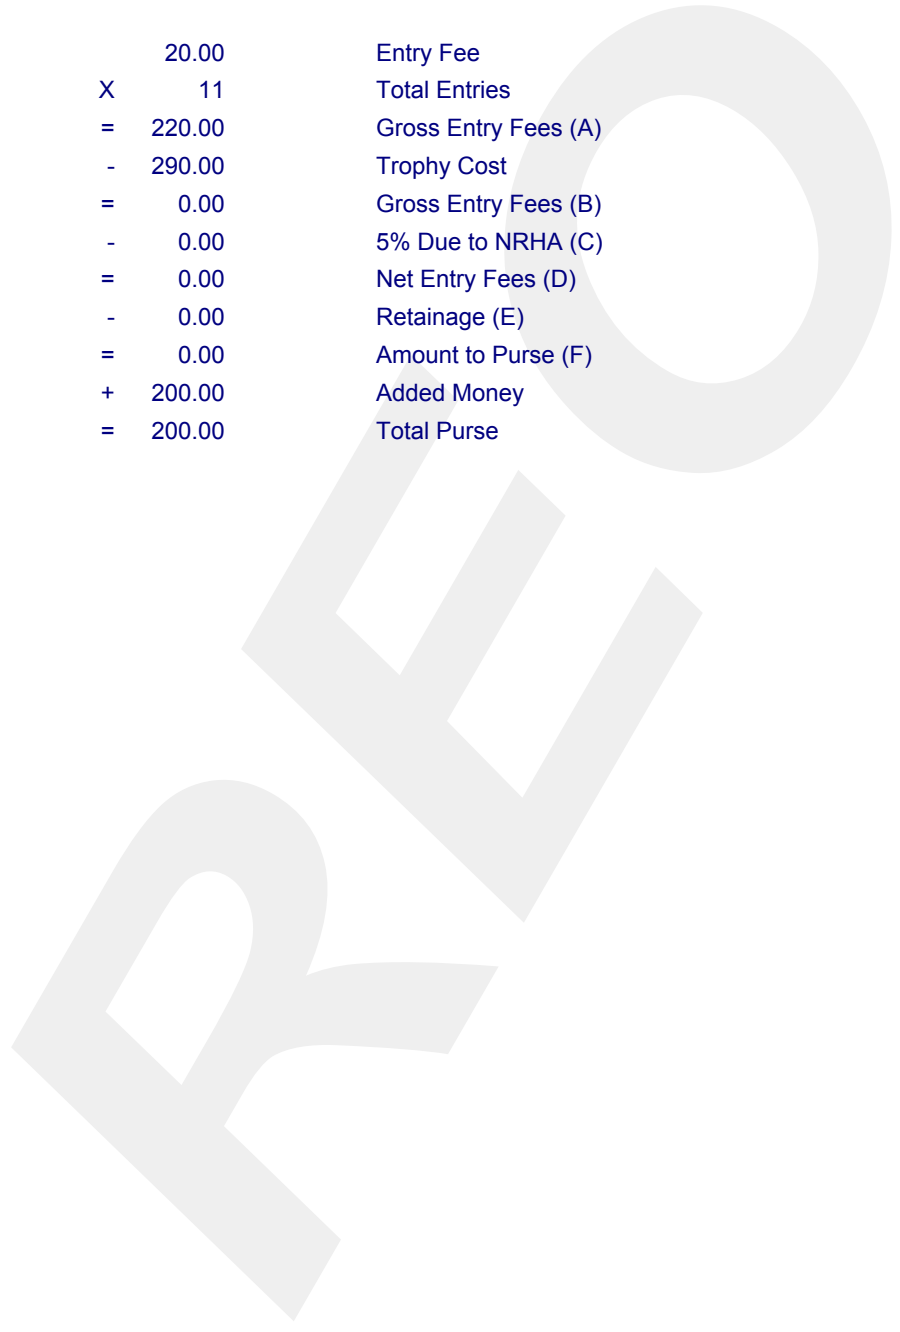 20.00 Entry Fee
X 11 Total Entries
= 220.00 Gross Entry Fees (A)
- 290.00 Trophy Cost
= 0.00 Gross Entry Fees (B)
- 0.00 5% Due to NRHA (C)
= 0.00 Net Entry Fees (D)
- 0.00 Retainage (E)
= 0.00 Amount to Purse (F)
+ 200.00 Added Money
= 200.00 Total Purse
REO